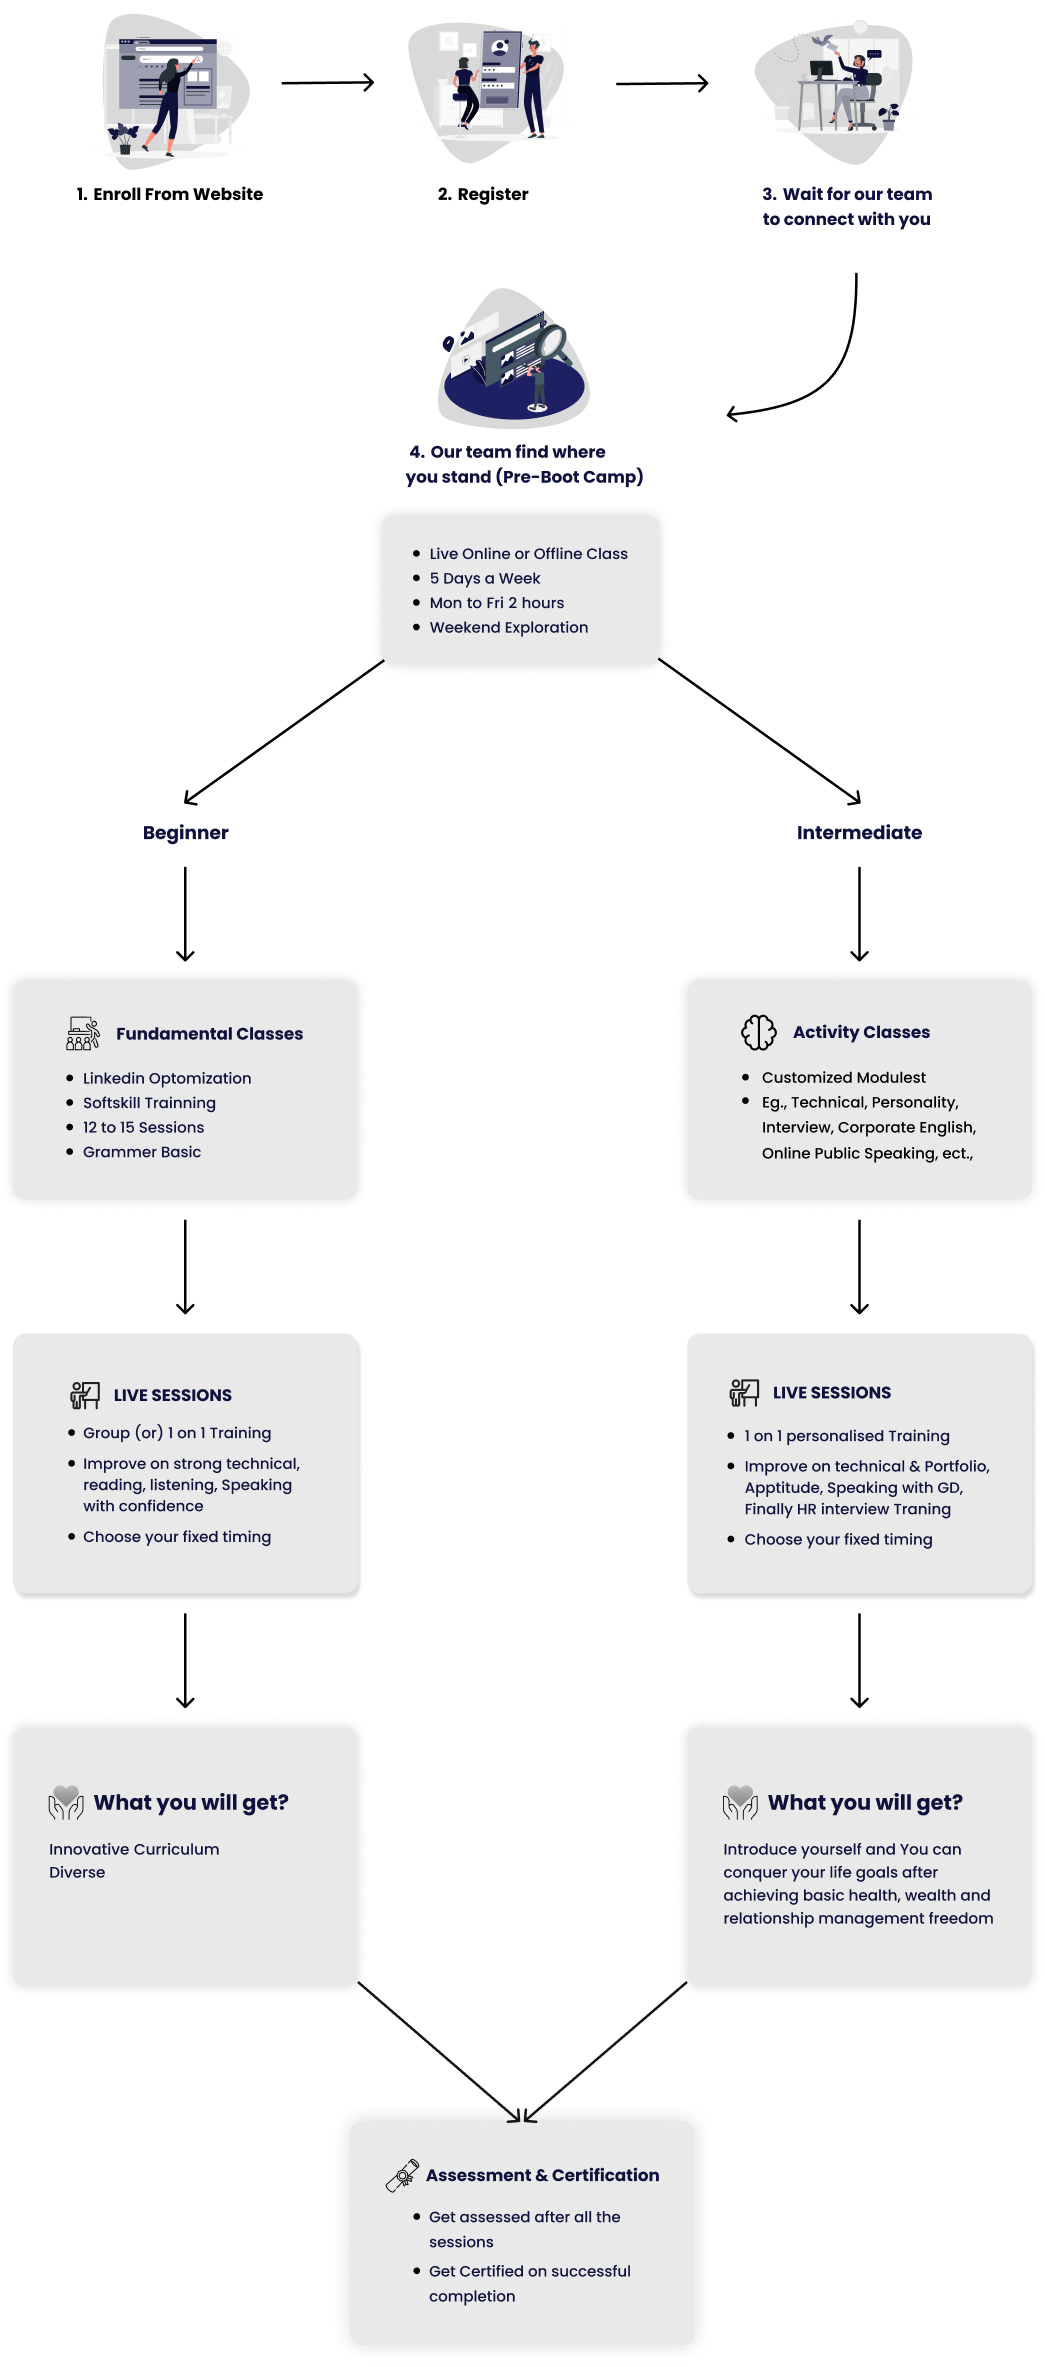 1. Enroll From Website
2. Register
3. Wait for our team
to connect with you
4. Our team find where
you stand (Pre-Boot Camp)
• Live Online or Offline Class
• 5 Days a Week
• Mon to Fri 2 hours
• Weekend Exploration
Beginner
Fundamental Classes
• Linkedin Optomization
• Softskill Trainning
• 12 to 15 Sessions
• Grammer Basic
LIVE SESSIONS
• Group (or) 1 on 1 Training
• Improve on strong technical,
reading, listening, Speaking
with confidence
• Choose your fixed timing
What you will get?
Innovative Curriculum
Diverse
Intermediate
Activity Classes
• Customized Modulest
• Eg., Technical, Personality,
Interview, Corporate English,
Online Public Speaking, ect.,
LIVE SESSIONS
• 1 on 1 personalised Training
• Improve on technical & Portfolio,
Apptitude, Speaking with GD,
Finally HR interview Traning
• Choose your fixed timing
What you will get?
Introduce yourself and You can
conquer your life goals after
achieving basic health, wealth and
relationship management freedom
Assessment & Certification
• Get assessed after all the
sessions
• Get Certified on successful
completion